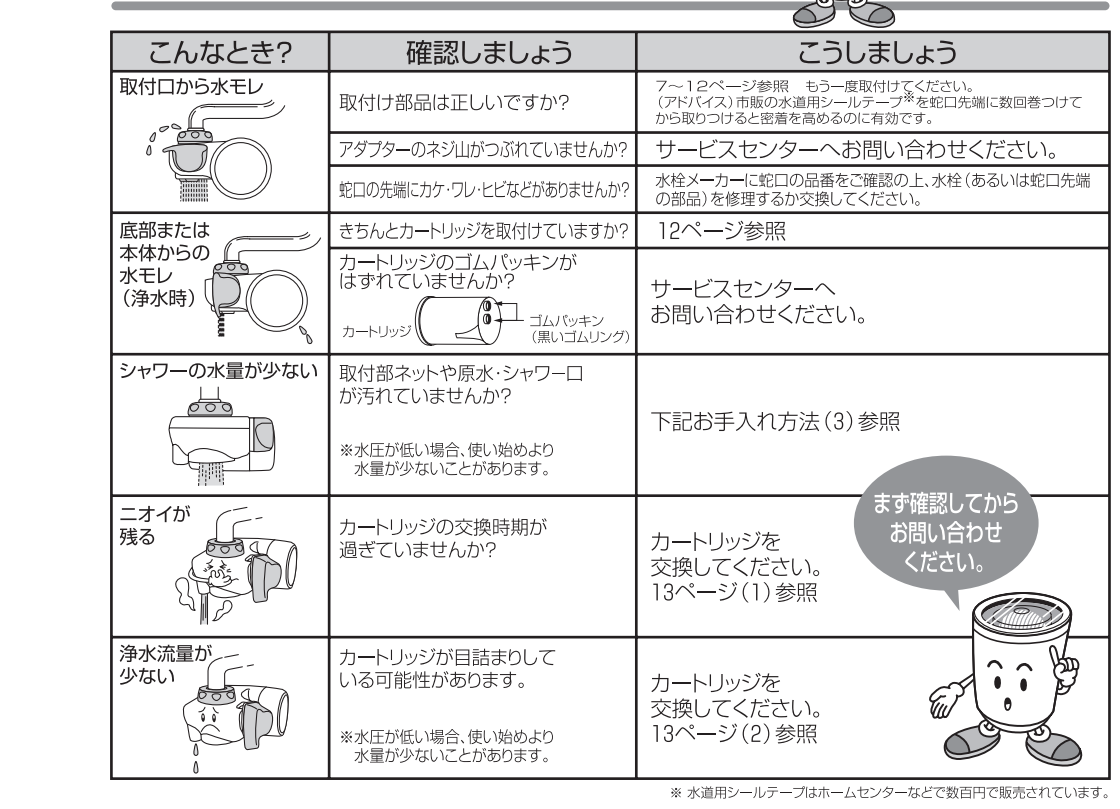 こんなとき?
確認しましょう
こうしましょう
取付口から水モレ
取付け部品は正しいですか?
7〜12ページ参照　もう一度取付けてください。
(アドバイス)市販の水道用シールテープ※を蛇口先端に数回巻つけて
から取りつけると密着を高めるのに有効です。
アダプターのネジ山がつぶれていませんか?
サービスセンターへお問い合わせください。
蛇口の先端にカケ・ワレ・ヒビなどがありませんか?
水栓メーカーに蛇口の品番をご確認の上、水栓(あるいは蛇口先端
の部品)を修理するか交換してください。
底部または
本体からの
水モレ
(浄水時)
きちんとカートリッジを取付けていますか?
12ページ参照
カートリッジのゴムパッキンが
はずれていませんか?
カートリッジ
ゴムパッキン
(黒いゴムリング)
サービスセンターへ
お問い合わせください。
シャワーの水量が少ない
取付部ネットや原水・シャワー口
が汚れていませんか?
※水圧が低い場合、使い始めより
水量が少ないことがあります。
下記お手入れ方法(3)参照
ニオイが
残る
カートリッジの交換時期が
過ぎていませんか?
カートリッジを
交換してください。
13ページ(1)参照
まず確認してから
お問い合わせ
ください。
浄水流量が
少ない
カートリッジが目詰まりして
いる可能性があります。
※水圧が低い場合、使い始めより
水量が少ないことがあります。
カートリッジを
交換してください。
13ページ(2)参照
※ 水道用シールテープはホームセンターなどで数百円で販売されています。